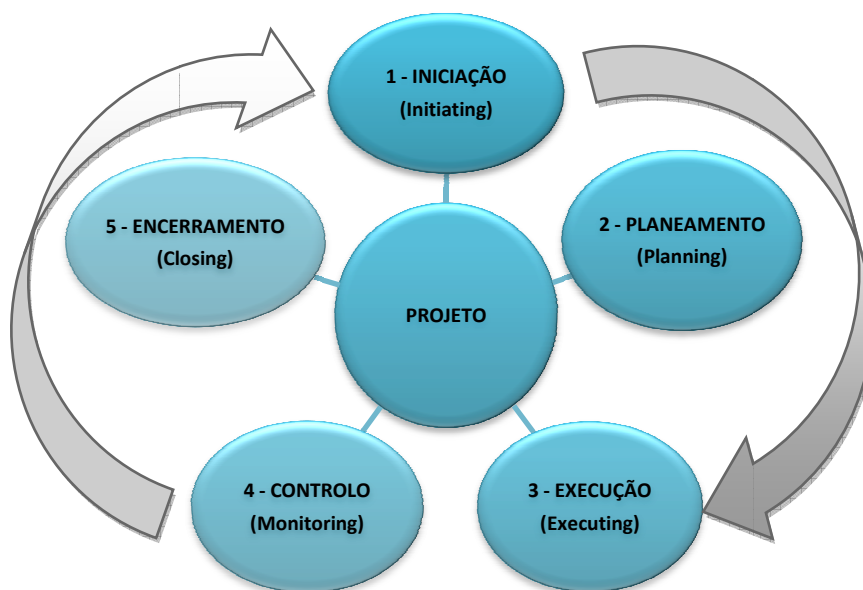 1 - INICIAÇÃO
(Initiating)
2 - PLANEAMENTO
(Planning)
3 - EXECUÇÃO
(Executing)
4 - CONTROLO
(Monitoring)
5 - ENCERRAMENTO
(Closing)
PROJETO